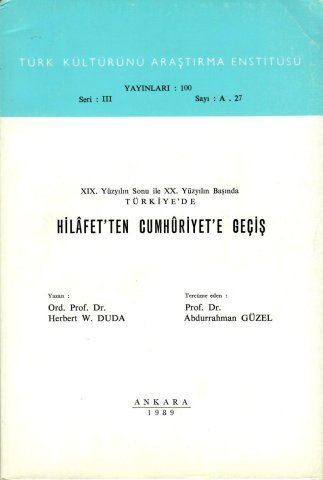 TÜRK KÜLTÜRÜNÜ ARAŞTIRMA ENSTİTÜSÜ
YAYINLARI : 100
Seri : III Sayı : A . 27
XIX. Yüzyılın Sonu ile XX. Yüzyılın Başında
TÜRKİYE'DE
HİLÂFET'TEN CUMHÛRİYET'E GEÇİŞ
Yazan : Tercüme eden :
Ord. Prof. Dr. Prof. Dr.
Herbert W. DUDA Abdurrahman GÜZEL
ANKARA
1989